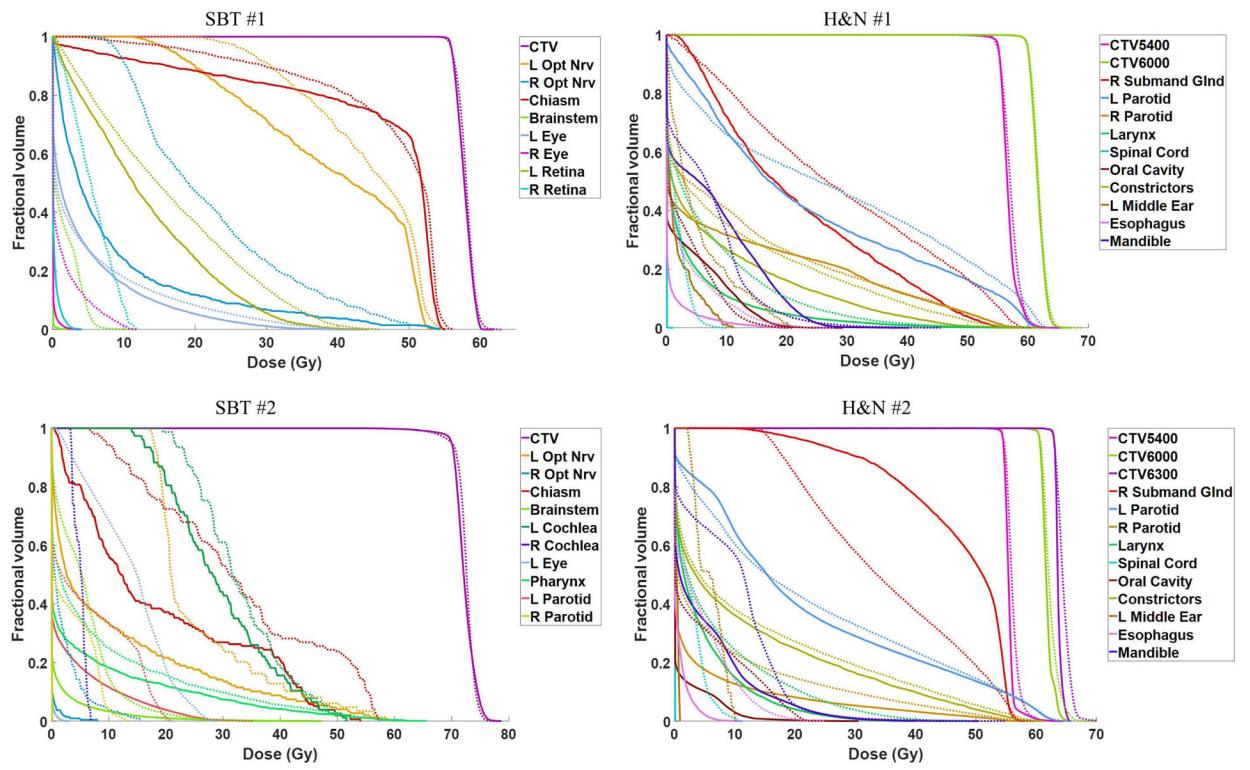 SBT #1
1
0.8
0.6
0.4
0.2
0
Fractional volume
0 10 20 30 40 50 60
Dose (Gy)
CTV
L Opt Nrv
R Opt Nrv
Chiasm
Brainstem
L Eye
R Eye
L Retina
R Retina
H&N #1
1
0.8
0.6
0.4
0.2
0
Fractional volume
0 10 20 30 40 50 60 70
Dose (Gy)
CTV5400
CTV6000
R Submand Glnd
L Parotid
R Parotid
Larynx
Spinal Cord
Oral Cavity
Constrictors
L Middle Ear
Esophagus
Mandible
SBT #2
1
0.8
0.6
0.4
0.2
0
Fractional volume
0 10 20 30 40 50 60 70 80
Dose (Gy)
CTV
L Opt Nrv
R Opt Nrv
Chiasm
Brainstem
L Cochlea
R Cochlea
L Eye
Pharynx
L Parotid
R Parotid
H&N #2
1
0.8
0.6
0.4
0.2
0
Fractional volume
0 10 20 30 40 50 60 70
Dose (Gy)
CTV5400
CTV6000
CTV6300
R Submand Glnd
L Parotid
R Parotid
Larynx
Spinal Cord
Oral Cavity
Constrictors
L Middle Ear
Esophagus
Mandible